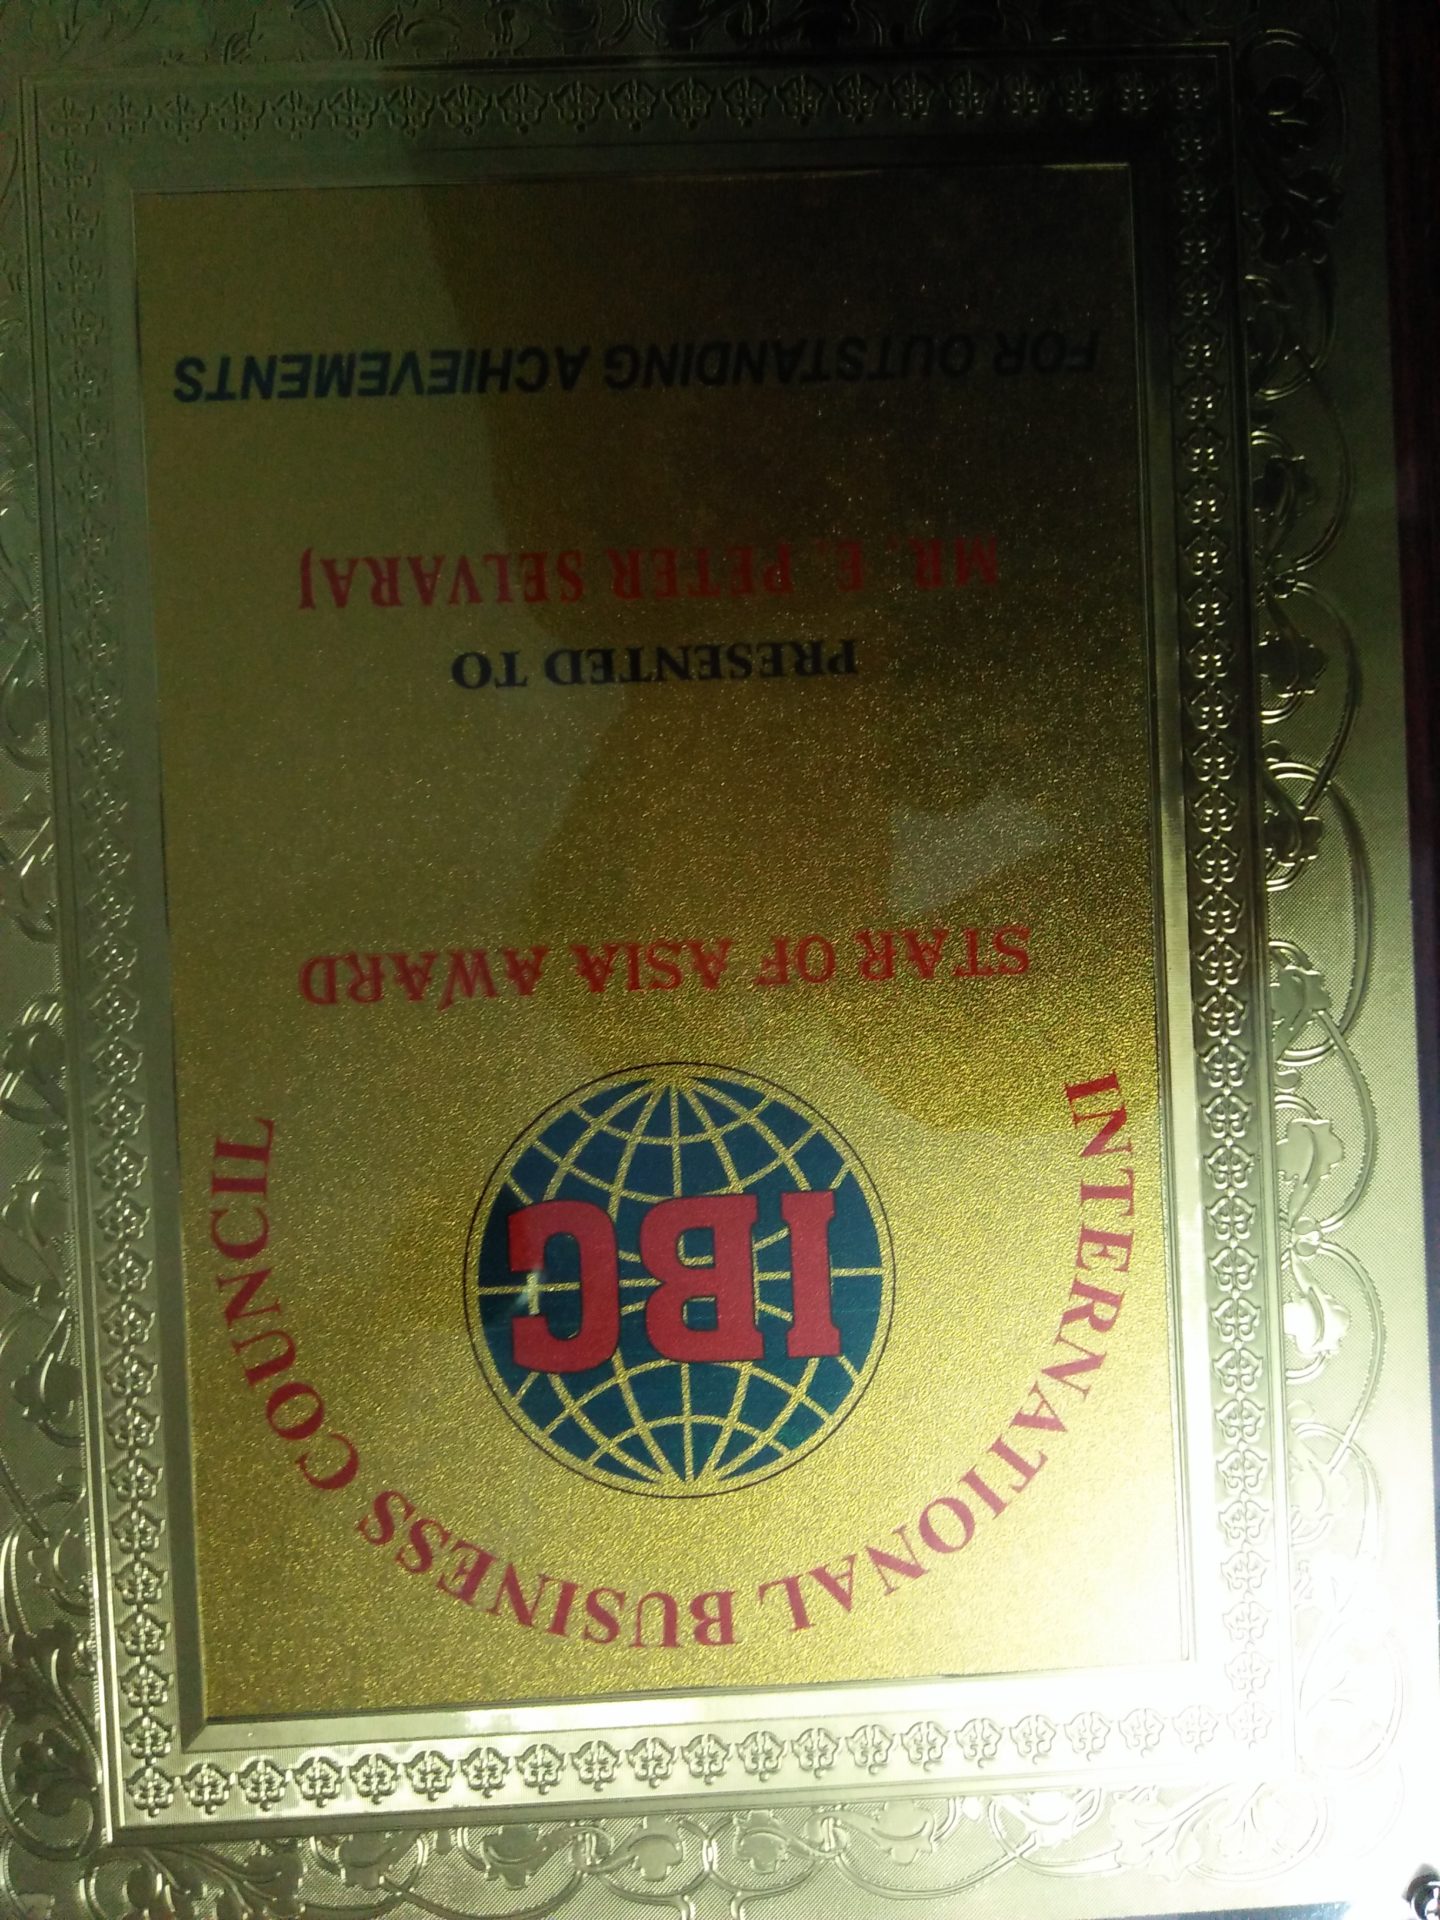 INTERNATIONAL BUSINESS COUNCIL
IBC
STAR OF ASIA AWARD
PRESENTED TO
MR. E. PETER SELVARAJ
FOR OUTSTANDING ACHIEVEMENTS